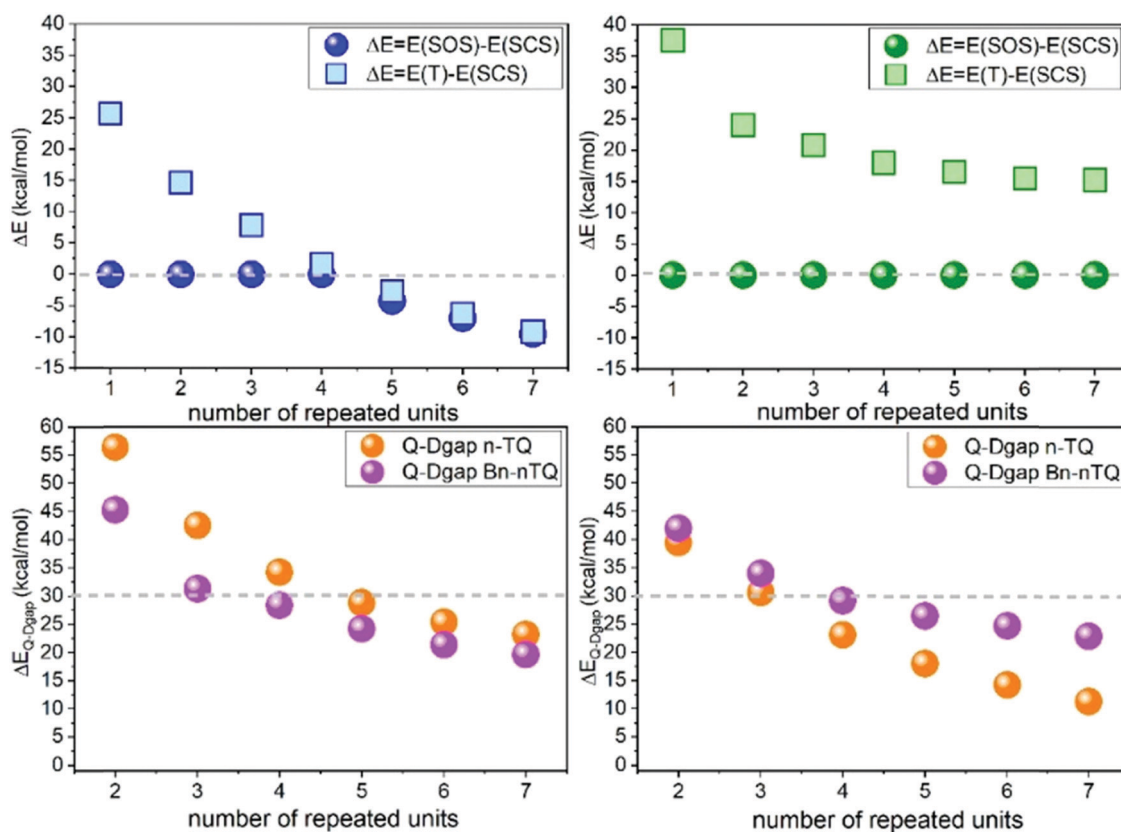 40
35
30
25
20
15
10
5
0
-5
-10
-15
ΔE (kcal/mol)
ΔE=E(SOS)-E(SCS)
ΔE=E(T)-E(SCS)
1 2 3 4 5 6 7
number of repeated units
40
35
30
25
20
15
10
5
0
-5
-10
-15
ΔE (kcal/mol)
ΔE=E(SOS)-E(SCS)
ΔE=E(T)-E(SCS)
1 2 3 4 5 6 7
number of repeated units
60
55
50
45
40
35
30
25
20
15
10
5
0
ΔE Q-Dgap (kcal/mol)
Q-Dgap n-TQ
Q-Dgap Bn-nTQ
2 3 4 5 6 7
number of repeated units
60
55
50
45
40
35
30
25
20
15
10
5
0
ΔE Q-Dgap (kcal/mol)
Q-Dgap n-TQ
Q-Dgap Bn-nTQ
2 3 4 5 6 7
number of repeated units